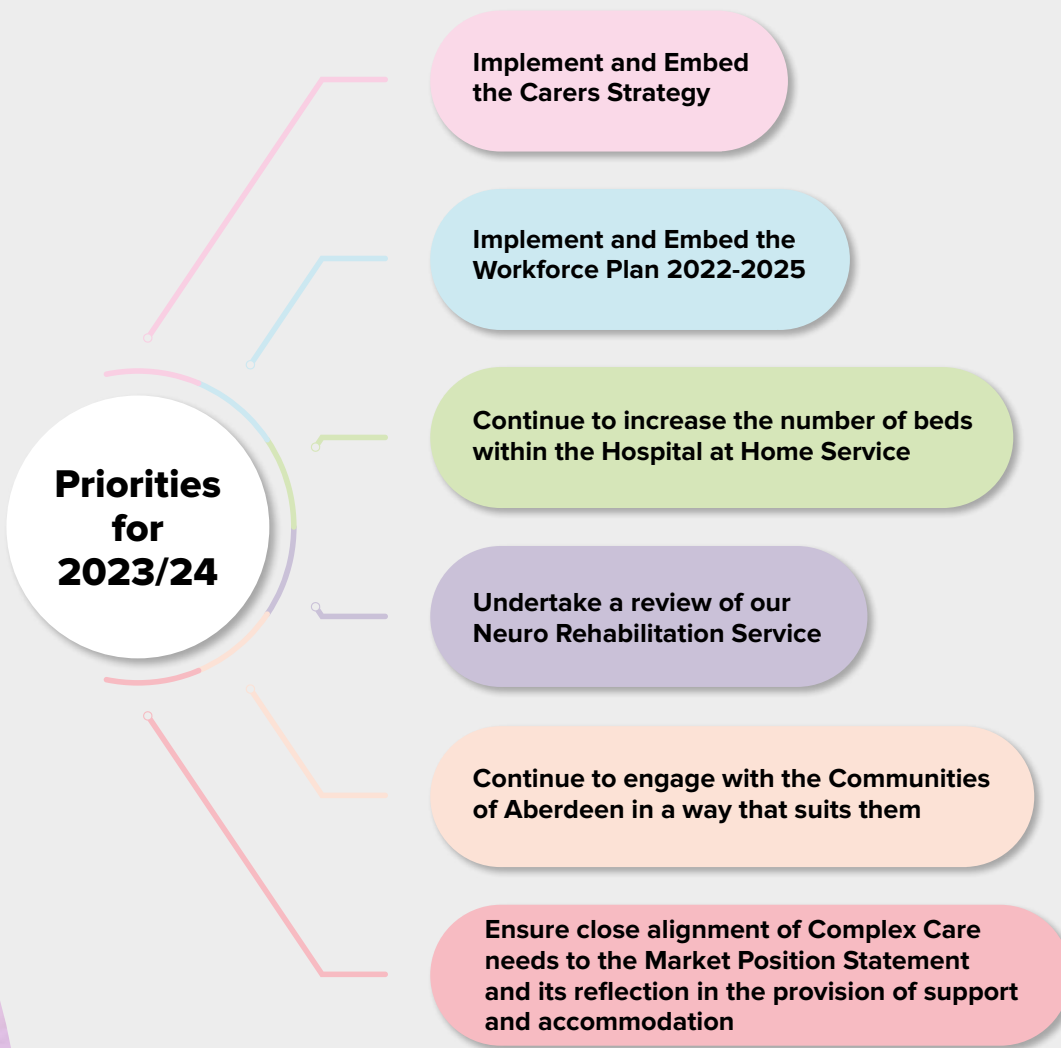 Implement and Embed
the Carers Strategy
Implement and Embed the
Workforce Plan 2022-2025
Continue to increase the number of beds
within the Hospital at Home Service
Priorities
for
2023/24
Undertake a review of our
Neuro Rehabilitation Service
Continue to engage with the Communities
of Aberdeen in a way that suits them
Ensure close alignment of Complex Care
needs to the Market Position Statement
and its reflection in the provision of support
and accommodation